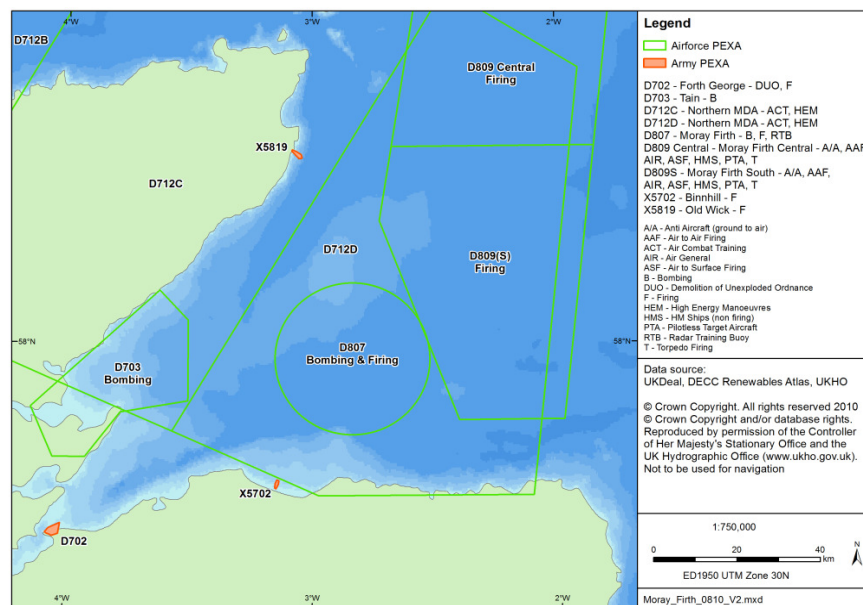 4°W
3°W
2°W
D712B
D809 Central
Firing
X5819
D712C
D712D
D809(S)
Firing
58°N
58°N
D807
Bombing & Firing
D703
Bombing
X5702
D702
4°W
3°W
2°W
Legend
Airforce PEXA
Army PEXA
D702 - Forth George - DUO, F
D703 - Tain - B
D712C - Northern MDA - ACT, HEM
D712D - Northern MDA - ACT, HEM
D807 - Moray Firth - B, F, RTB
D809 Central - Moray Firth Central - A/A, AAF,
AIR, ASF, HMS, PTA, T
D809S - Moray Firth South - A/A, AAF,
AIR, ASF, HMS, PTA, T
X5702 - Binnhill - F
X5819 - Old Wick - F
A/A - Anti Aircraft (ground to air)
AAF - Air to Air Firing
ACT - Air Combat Training
AIR - Air General
ASF - Air to Surface Firing
B - Bombing
DUO - Demolition of Unexploded Ordnance
F - Firing
HEM - High Energy Manoeuvres
HMS - HM Ships (non firing)
PTA - Pilotless Target Aircraft
RTB - Radar Training Buoy
T - Torpedo Firing
Data source:
UKDeal, DECC Renewables Atlas, UKHO
© Crown Copyright. All rights reserved 2010
© Crown Copyright and/or database rights.
Reproduced by permission of the Controller
of Her Majesty's Stationary Office and the
UK Hydrographic Office (www.ukho.gov.uk).
Not to be used for navigation
1:750,000
0 20 40
km
N
ED1950 UTM Zone 30N
Moray_Firth_0810_V2.mxd